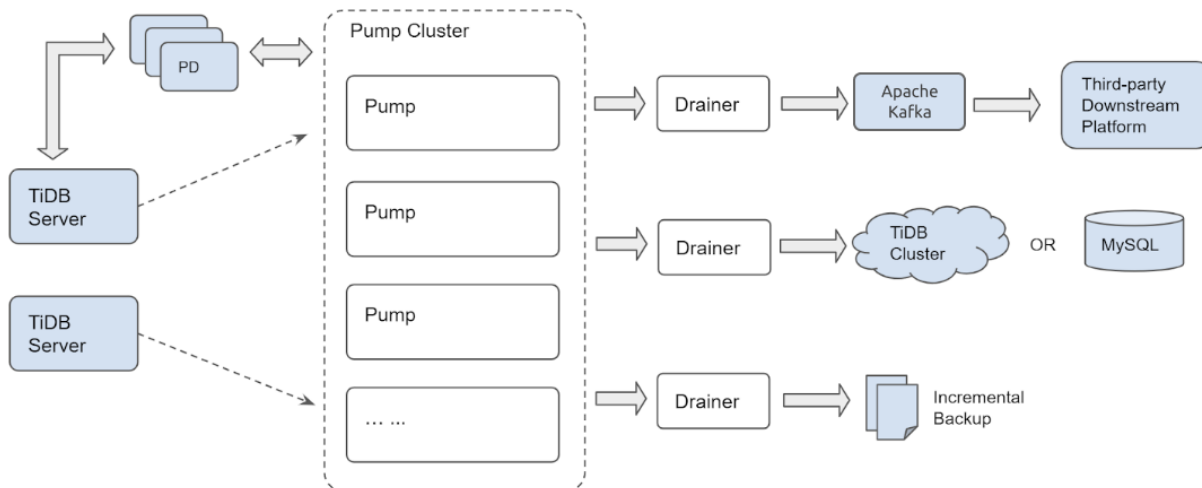 Pump Cluster
PD
Pump
Drainer
Apache
Kafka
Third-party
Downstream
Platform
TiDB
Server
Pump
Drainer
TiDB
Cluster
OR
MySQL
TiDB
Server
Pump
... ...
Drainer
Incremental
Backup